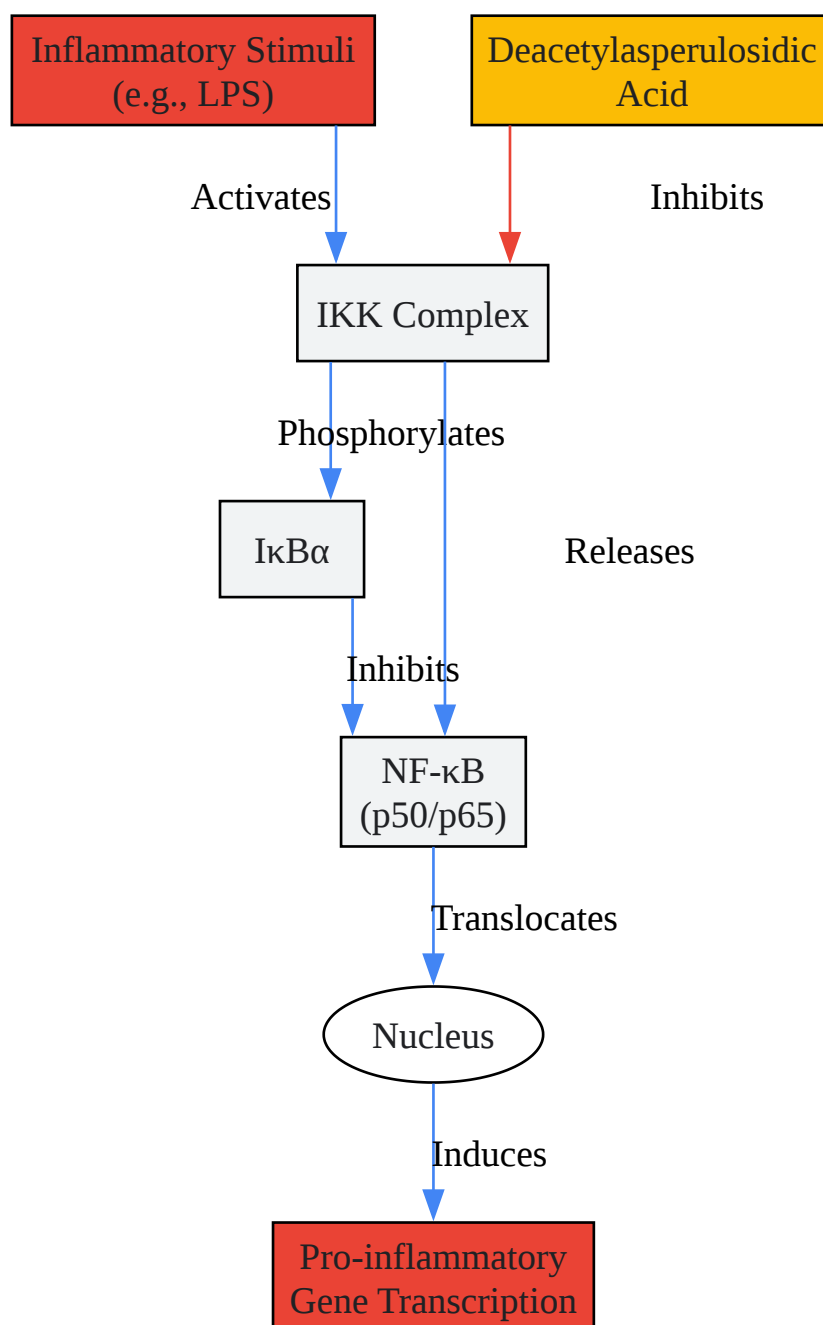 Inflammatory Stimuli
(e.g., LPS)
Deacetylasperulosidic
Acid
Activates
Inhibits
IKK Complex
Phosphorylates
IκBα
Releases
Inhibits
NF-κB
(p50/p65)
Translocates
Nucleus
Induces
Pro-inflammatory
Gene Transcription